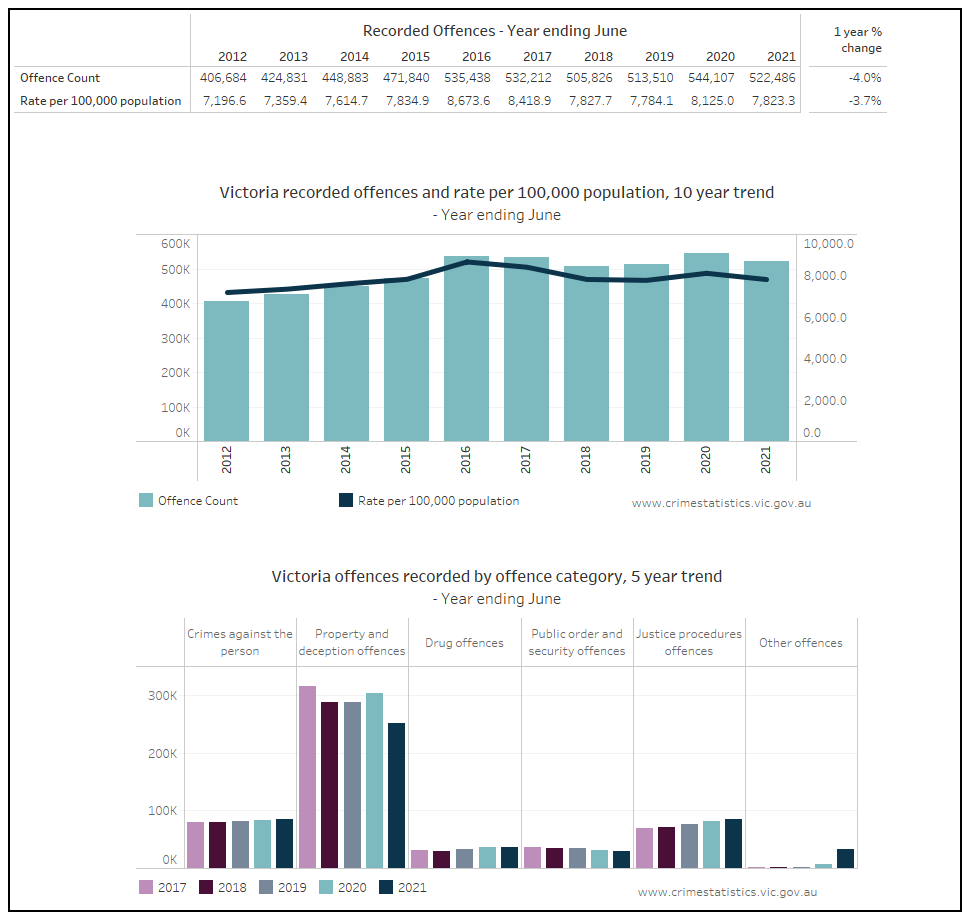 Recorded Offences - Year ending June
1 year % change
2012 2013 2014 2015 2016 2017 2018 2019 2020 2021
Offence Count 406,684 424,831 448,883 471,840 535,438 532,212 505,826 513,510 544,107 522,486 -4.0%
Rate per 100,000 population 7,196.6 7,359.4 7,614.7 7,834.9 8,673.6 8,418.9 7,827.7 7,784.1 8,125.0 7,823.3 -3.7%
Victoria recorded offences and rate per 100,000 population, 10 year trend
- Year ending June
600K 10,000.0
500K 8,000.0
400K 6,000.0
300K 4,000.0
200K 2,000.0
100K
0K 0.0
2012 2013 2014 2015 2016 2017 2018 2019 2020 2021
Offence Count Rate per 100,000 population www.crimestatistics.vic.gov.au
Victoria offences recorded by offence category, 5 year trend
- Year ending June
Crimes against the person
Property and deception offences
Drug offences
Public order and security offences
Justice procedures offences
Other offences
300K
200K
100K
0K
2017 2018 2019 2020 2021 www.crimestatistics.vic.gov.au